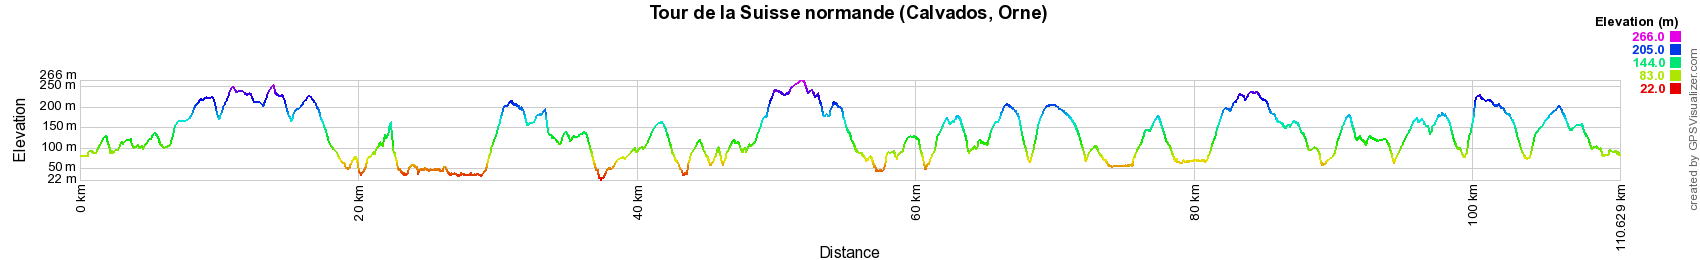 Tour de la Suisse normande (Calvados, Orne)
Elevation (m)
266.0
205.0
144.0
83.0
22.0
266 m
250 m
200 m
150 m
100 m
50 m
22 m
Elevation
0 km
20 km
40 km
60 km
80 km
100 km
110.629 km
Distance
created by GPSVisualizer.com